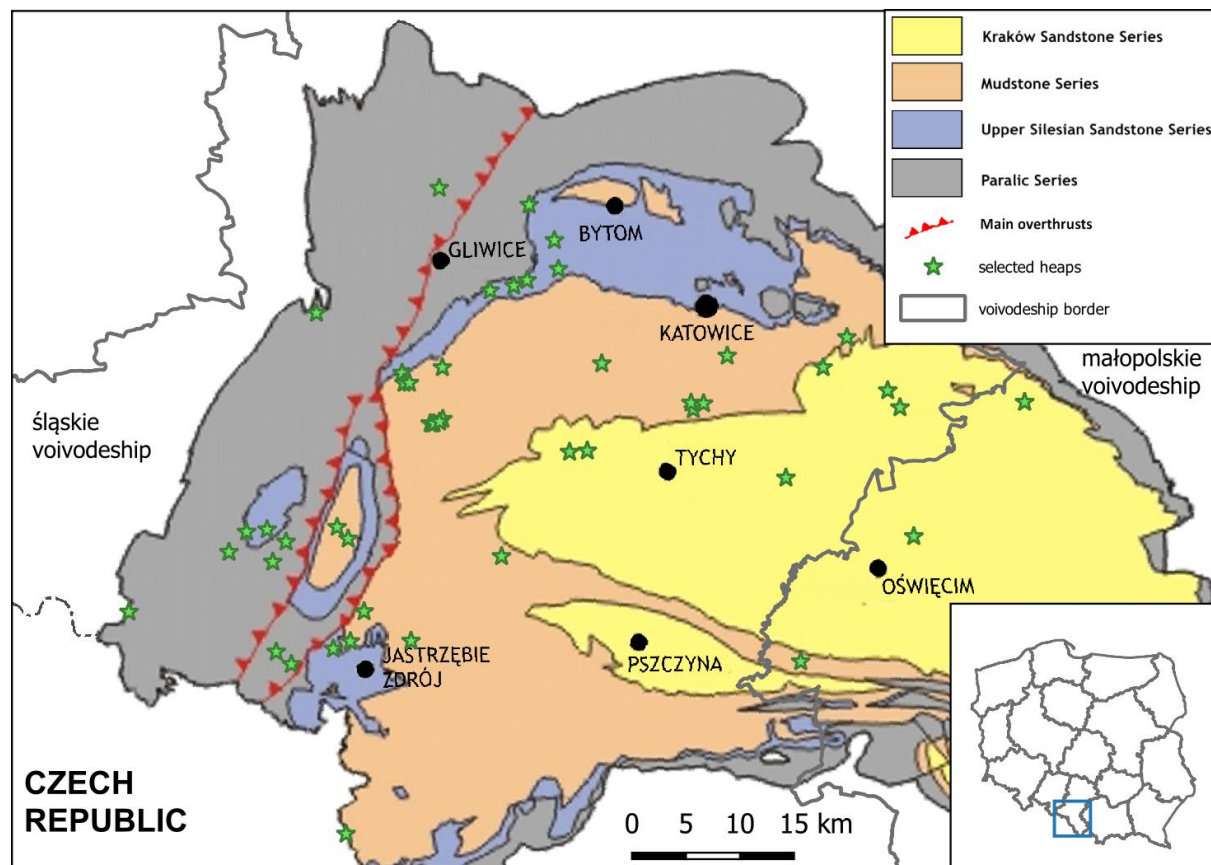 Kraków Sandstone Series
Mudstone Series
Upper Silesian Sandstone Series
Paralic Series
Main overthrusts
selected heaps
voivodeship border
BYTOM
GLIWICE
KATOWICE
małopolskie
voivodeship
śląskie
voivodeship
TYCHY
OŚWIĘCIM
PSZCZYNA
JASTRZĘBIE
ZDRÓJ
CZECH
REPUBLIC
0 5 10 15 km